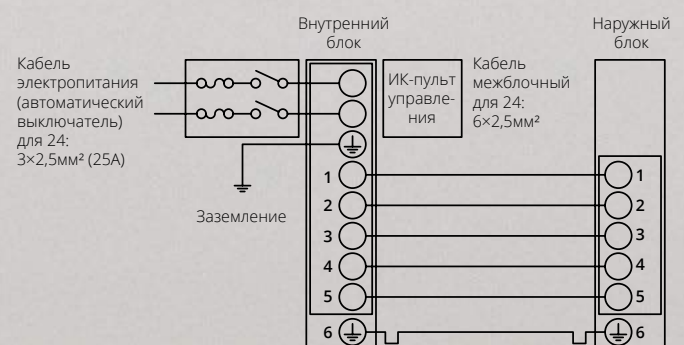 Внутренний
блок
Наружный
блок
Кабель
электропитания
(автоматический
выключатель)
для 24:
3×2,5мм² (25А)
ИК-пульт
управле-
ния
Кабель
межблочный
для 24:
6×2,5мм²
Заземление
1
2
3
4
5
6
1
2
3
4
5
6